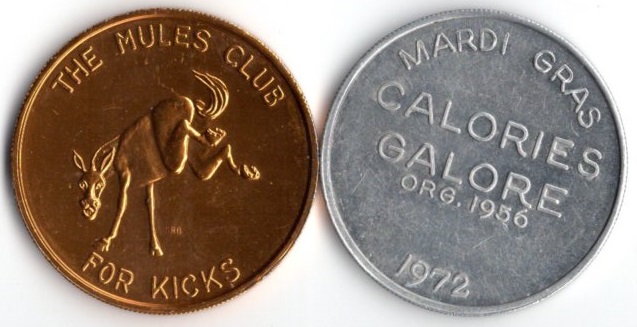 THE MULES CLUB
FOR KICKS
MARDI GRAS
CALORIES
GALORE
ORG. 1956
1972